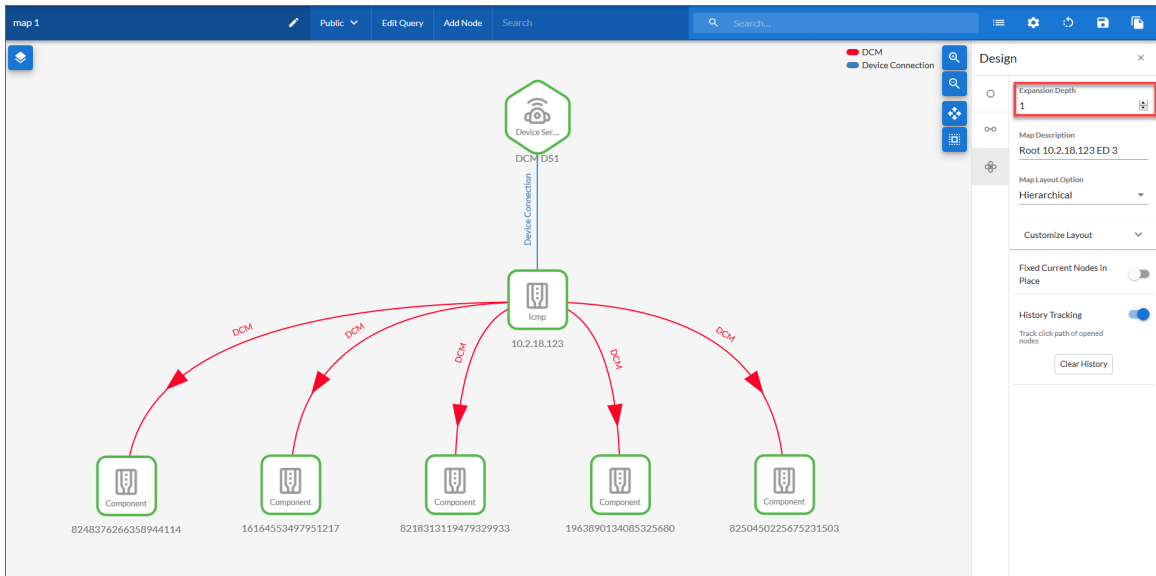 map 1
Public
Edit Query
Add Node
Search
Search...
DCM
Device Connection
Design
Expansion Depth
1
Map Description
Root 10.2.18.123 ED 3
Map Layout Option
Hierarchical
Customize Layout
Fixed Current Nodes in
Place
History Tracking
Track click path of opened
nodes
Clear History
Device Ser...
DCM DS1
Device Connection
Icmp
10.2.18.123
DCM
DCM
DCM
DCM
DCM
Component
Component
Component
Component
Component
8248376266358944114
16164553497951217
8218313119479329933
1963890134085325680
8250450225675231503